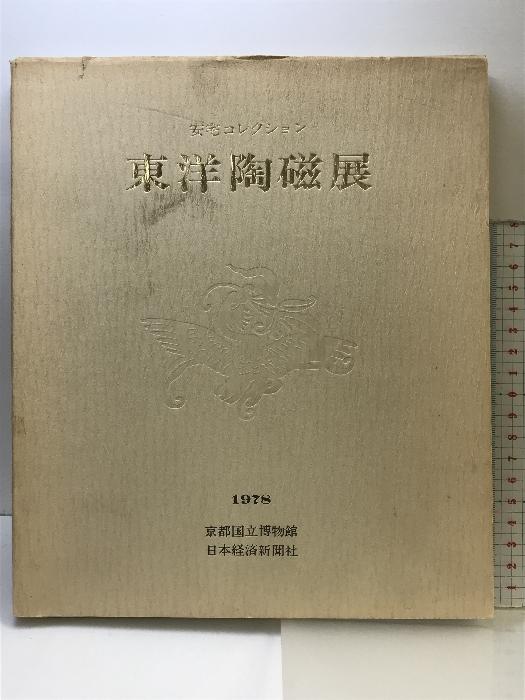 安宅コレクション
東洋陶磁展
1978
京都国立博物館
日本経済新聞社